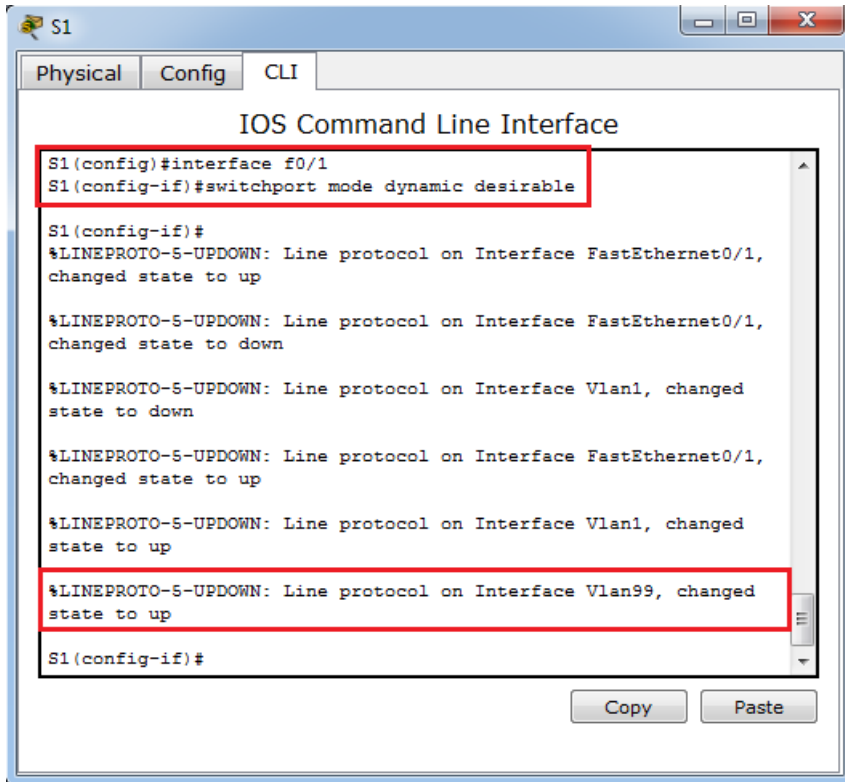 S1
Physical Config CLI
IOS Command Line Interface
S1(config)#interface f0/1
S1(config-if)#switchport mode dynamic desirable
S1(config-if)#
%LINEPROTO-5-UPDOWN: Line protocol on Interface FastEthernet0/1,
changed state to up
%LINEPROTO-5-UPDOWN: Line protocol on Interface FastEthernet0/1,
changed state to down
%LINEPROTO-5-UPDOWN: Line protocol on Interface Vlan1, changed
state to down
%LINEPROTO-5-UPDOWN: Line protocol on Interface FastEthernet0/1,
changed state to up
%LINEPROTO-5-UPDOWN: Line protocol on Interface Vlan1, changed
state to up
%LINEPROTO-5-UPDOWN: Line protocol on Interface Vlan99, changed
state to up
S1(config-if)#
Copy Paste